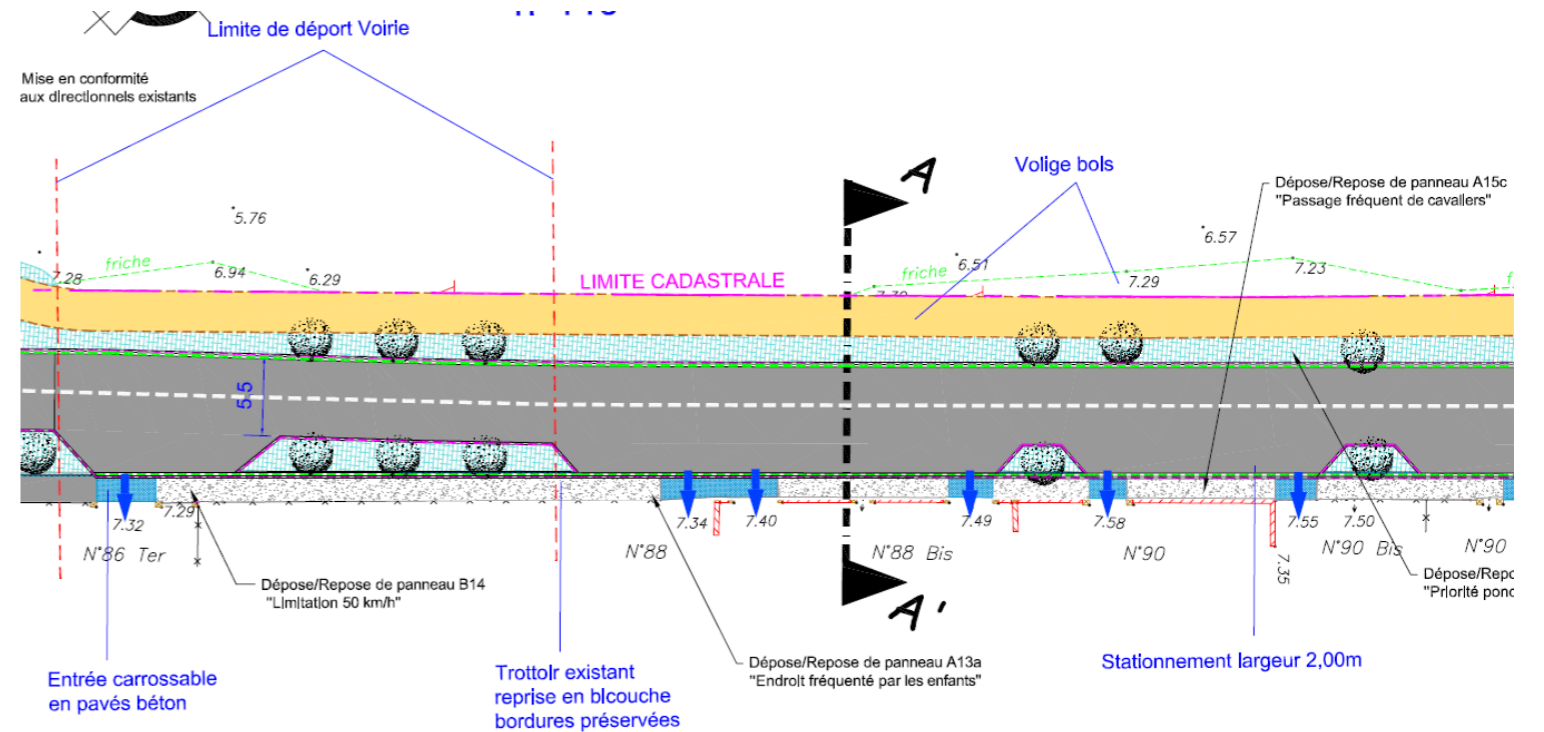 Limite de déport Voirie
Mise en conformité
aux directionnels existants
A
Volige bois
Dépose/Repose de panneau A15c
"Passage fréquent de cavaliers"
5.76
6.57
friche
7.28
6.94
6.29
LIMITE CADASTRALE
friche
6.51
7.29
7.23
5.5
7.32
7.29
7.34
7.40
7.49
7.58
7.55
7.50
N°86 Ter
N°88
N°88 Bis
N°90
N°90 Bis
N°90
7.35
Dépose/Repose de panneau B14
"Limitation 50 km/h"
A'
Entrée carrossable
en pavés béton
Trottoir existant
reprise en bicouche
bordures préservées
Dépose/Repose de panneau A13a
"Endroit fréquenté par les enfants"
Stationnement largeur 2,00m
Dépose/Repo
"Priorité ponc